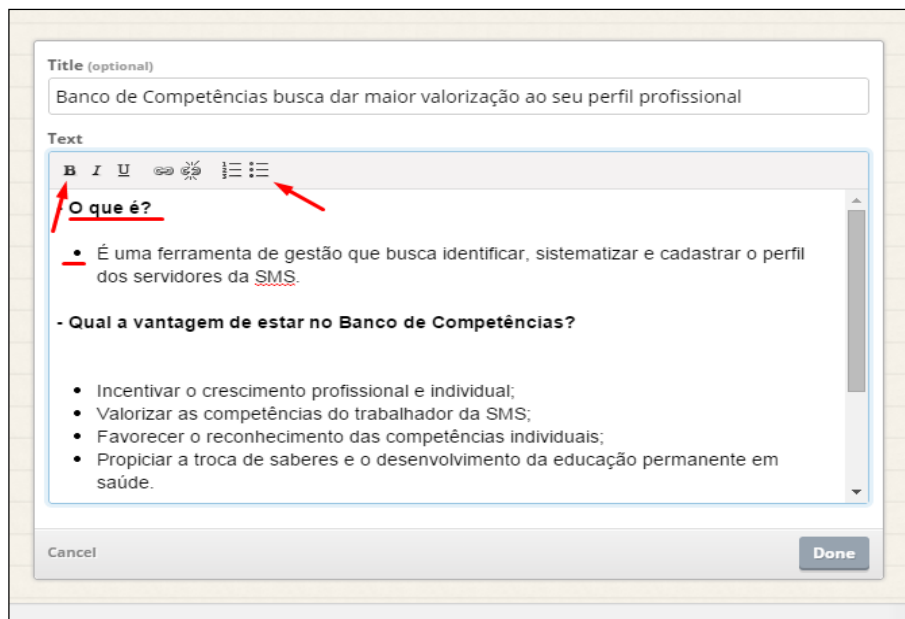 Title (optional)
Banco de Competências busca dar maior valorização ao seu perfil profissional
Text
B I U
- O que é?
• É uma ferramenta de gestão que busca identificar, sistematizar e cadastrar o perfil
dos servidores da SMS.
- Qual a vantagem de estar no Banco de Competências?
• Incentivar o crescimento profissional e individual;
• Valorizar as competências do trabalhador da SMS;
• Favorecer o reconhecimento das competências individuais;
• Propiciar a troca de saberes e o desenvolvimento da educação permanente em
saúde.
Cancel
Done